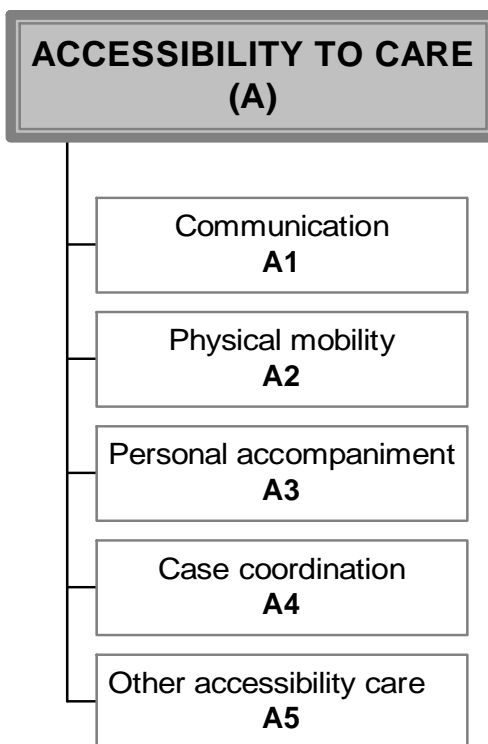 ACCESSIBILITY TO CARE
(A)
Communication
A1
Physical mobility
A2
Personal accompaniment
A3
Case coordination
A4
Other accessibility care
A5